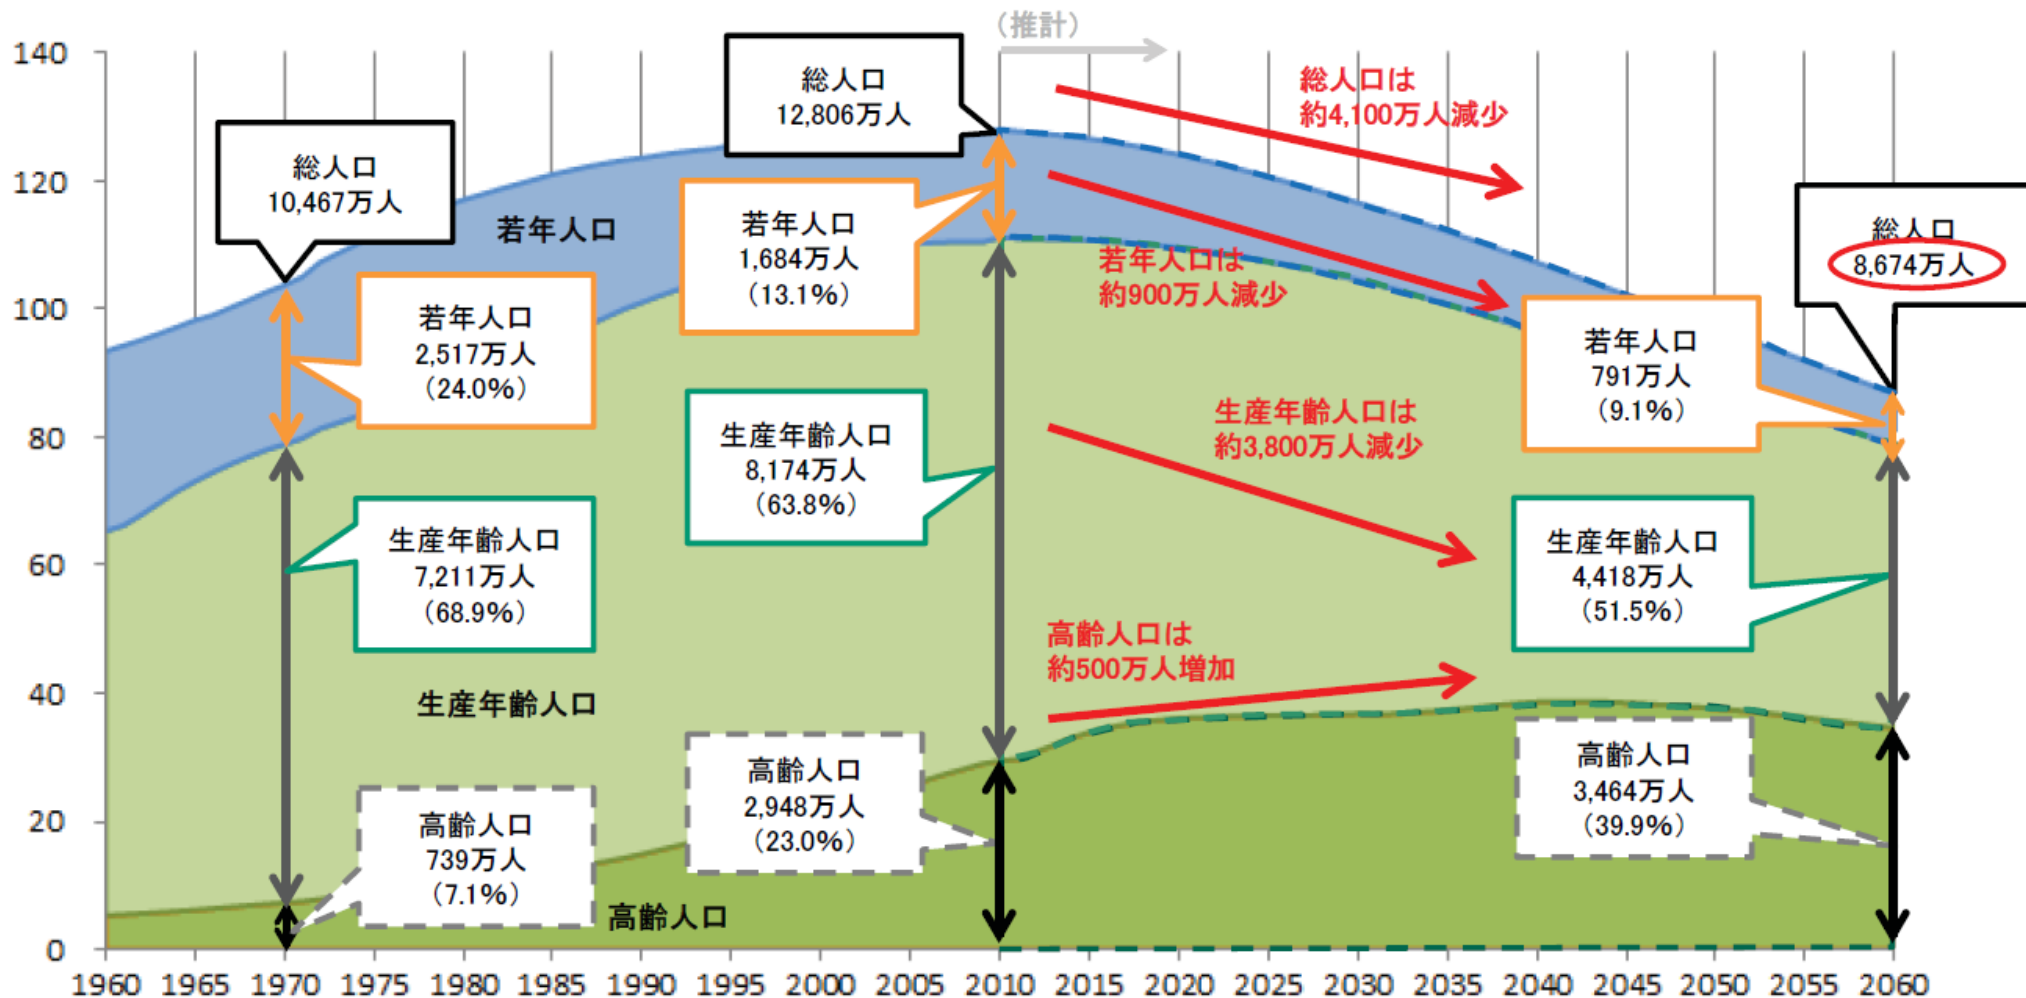 （推計）
140
120
100
80
60
40
20
0
総人口
10,467万人
総人口
12,806万人
総人口は
約4,100万人減少
総人口
8,674万人
若年人口
若年人口
2,517万人
（24.0%）
若年人口
1,684万人
（13.1%）
若年人口は
約900万人減少
若年人口
791万人
（9.1%）
生産年齢人口
7,211万人
（68.9%）
生産年齢人口
8,174万人
（63.8%）
生産年齢人口は
約3,800万人減少
生産年齢人口
4,418万人
（51.5%）
生産年齢人口
高齢人口は
約500万人増加
高齢人口
739万人
（7.1%）
高齢人口
2,948万人
（23.0%）
高齢人口
3,464万人
（39.9%）
高齢人口
1960 1965 1970 1975 1980 1985 1990 1995 2000 2005 2010 2015 2020 2025 2030 2035 2040 2045 2050 2055 2060